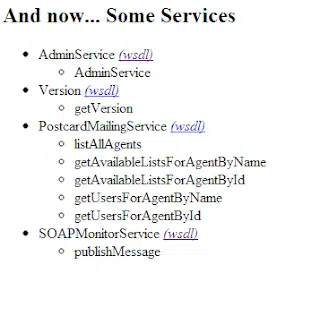 And now... Some Services
AdminService (wsdl)
AdminService
Version (wsdl)
getVersion
PostcardMailingService (wsdl)
listAllAgents
getAvailableListsForAgentByName
getAvailableListsForAgentById
getUsersForAgentByName
getUsersForAgentById
SOAPMonitorService (wsdl)
publishMessage